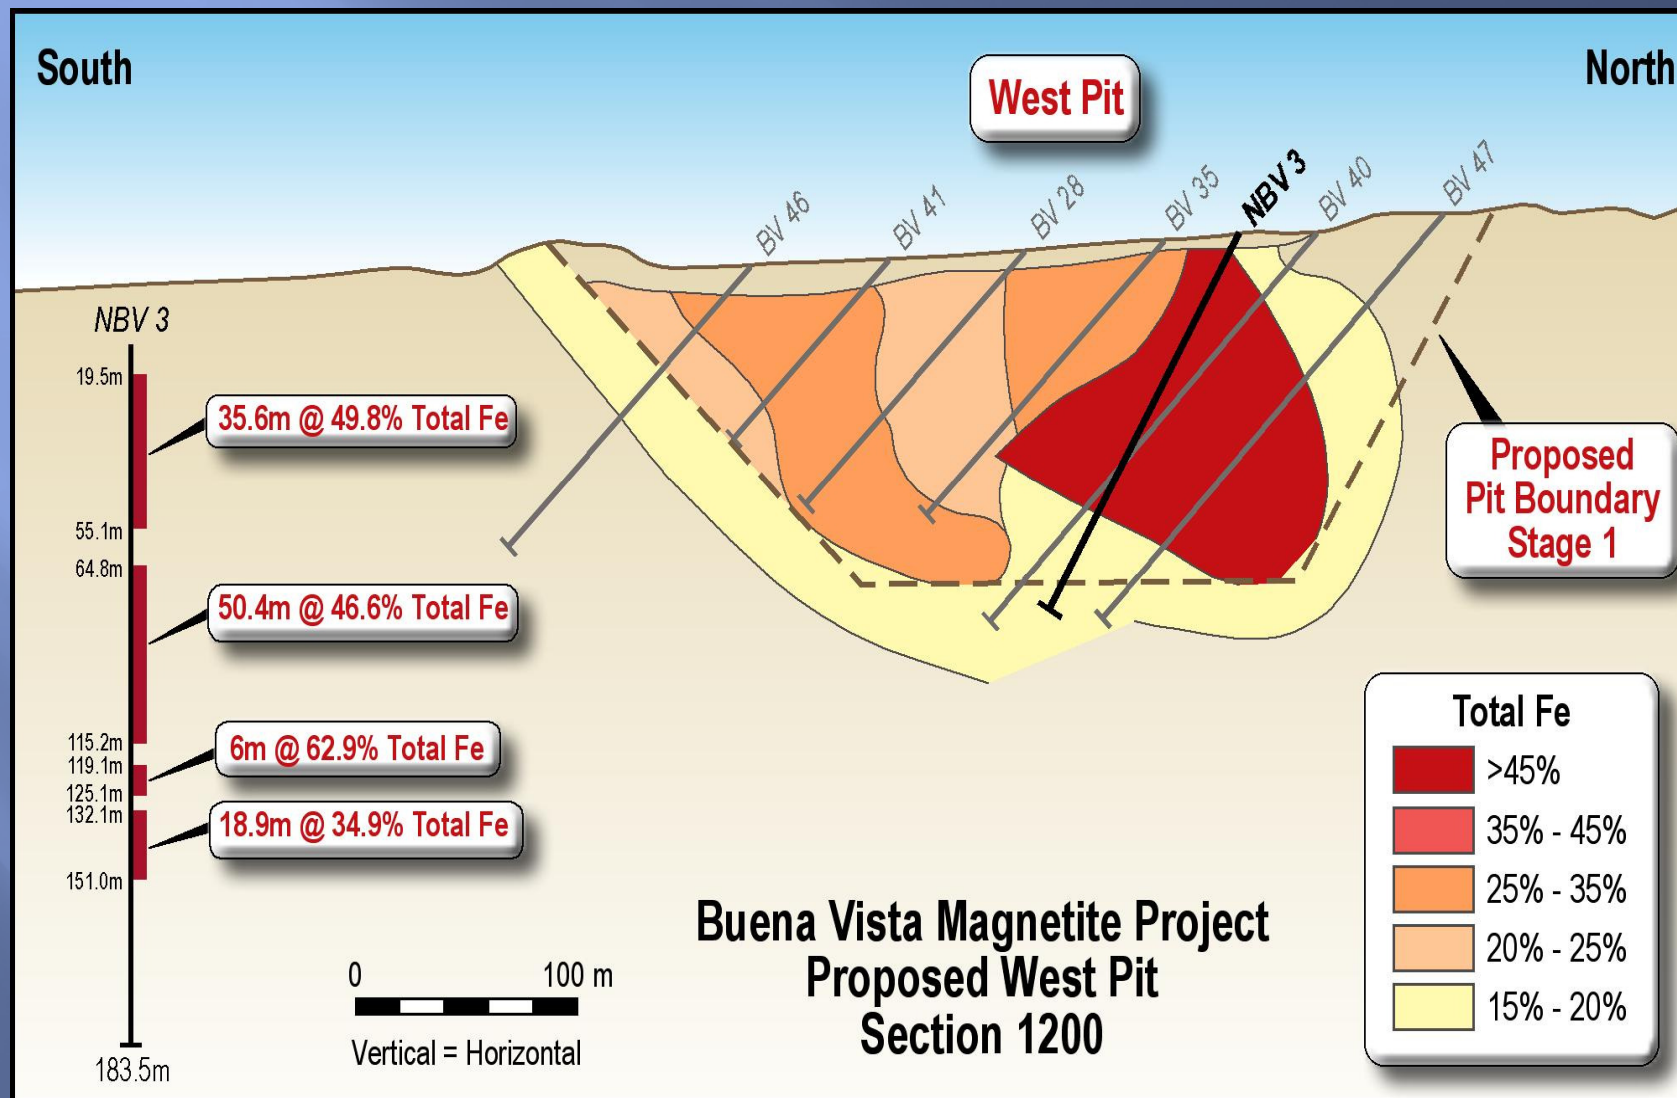 South
West Pit
North
BV 46
BV 41
BV 28
BV 35
NBV 3
BV 40
BV 47
NBV 3
19.5m
35.6m @ 49.8% Total Fe
55.1m
64.8m
50.4m @ 46.6% Total Fe
115.2m
119.1m
6m @ 62.9% Total Fe
125.1m
132.1m
18.9m @ 34.9% Total Fe
151.0m
183.5m
Proposed
Pit Boundary
Stage 1
0 100 m
Vertical = Horizontal
Buena Vista Magnetite Project
Proposed West Pit
Section 1200
Total Fe
>45%
35% - 45%
25% - 35%
20% - 25%
15% - 20%